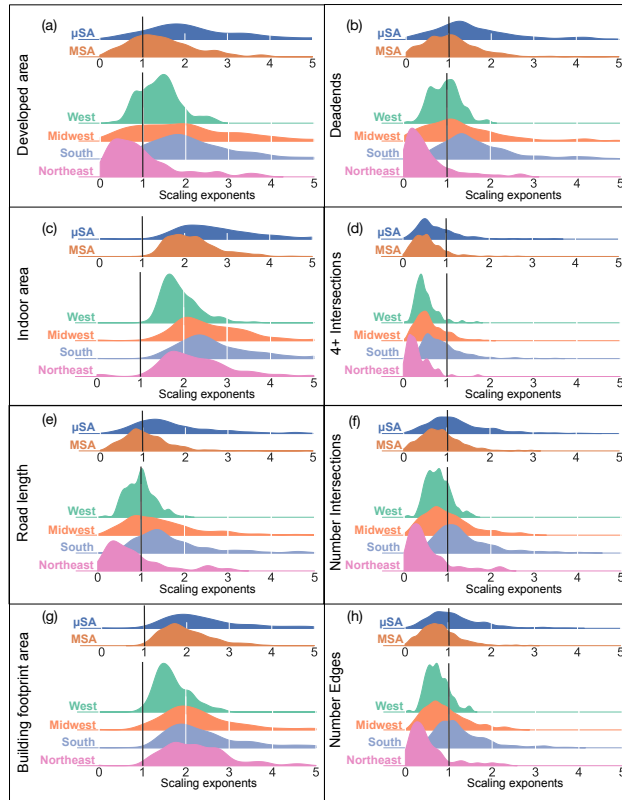 (a)
Developed area
µSA
MSA
0 1 2 3 4 5
West
Midwest
South
Northeast
0 1 2 3 4 5
Scaling exponents
(b)
Deadends
µSA
MSA
0 1 2 3 4 5
West
Midwest
South
Northeast
0 1 2 3 4 5
Scaling exponents
(c)
Indoor area
µSA
MSA
0 1 2 3 4 5
West
Midwest
South
Northeast
0 1 2 3 4 5
Scaling exponents
(d)
4+ Intersections
µSA
MSA
0 1 2 3 4 5
West
Midwest
South
Northeast
0 1 2 3 4 5
Scaling exponents
(e)
Road length
µSA
MSA
0 1 2 3 4 5
West
Midwest
South
Northeast
0 1 2 3 4 5
Scaling exponents
(f)
Number Intersections
µSA
MSA
0 1 2 3 4 5
West
Midwest
South
Northeast
0 1 2 3 4 5
Scaling exponents
(g)
Building footprint area
µSA
MSA
0 1 2 3 4 5
West
Midwest
South
Northeast
0 1 2 3 4 5
Scaling exponents
(h)
Number Edges
µSA
MSA
0 1 2 3 4 5
West
Midwest
South
Northeast
0 1 2 3 4 5
Scaling exponents